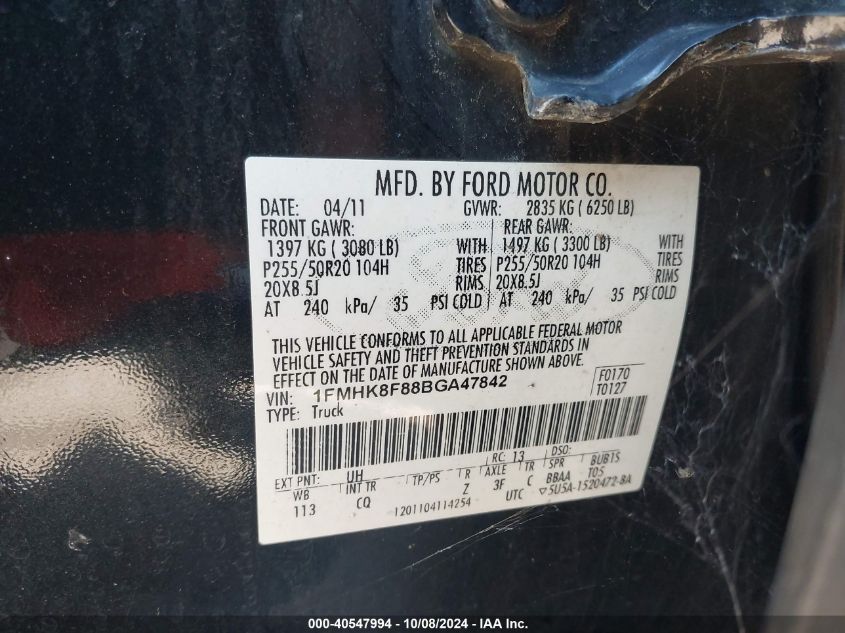 MFD. BY FORD MOTOR CO.
DATE: 04/11 GVWR: 2835 KG ( 6250 LB)
FRONT GAWR: REAR GAWR:
1397 KG ( 3080 LB) WITH 1497 KG ( 3300 LB) WITH
P255/50R20 104H TIRES P255/50R20 104H TIRES
20X8.5J RIMS 20X8.5J RIMS
AT 240 kPa/ 35 PSI COLD AT 240 kPa/ 35 PSI COLD
THIS VEHICLE CONFORMS TO ALL APPLICABLE FEDERAL MOTOR
VEHICLE SAFETY AND THEFT PREVENTION STANDARDS IN
EFFECT ON THE DATE OF MANUFACTURE SHOWN ABOVE.
VIN: 1FMHK8F88BGA47842 F0170
TYPE: Truck T0127
EXT PNT: UH RC: 13 DSO:
WB INT TR TP/PS R AXLE TR SPR BUB1S
113 CQ Z 3F C BBAA TOS
1201104114254 UTC ▽5U5A-1520472-BA
000-40547994 - 10/08/2024 - IAA Inc.